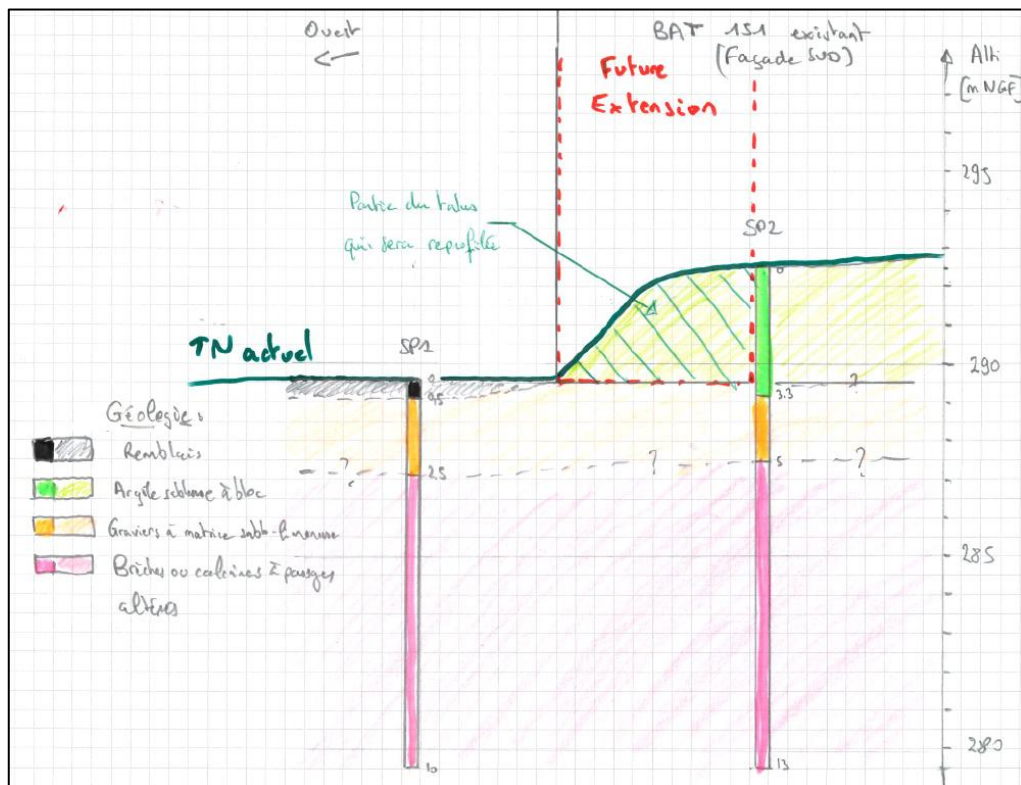 Ouest
BAT 151 existant
(Façade SUD)
Alti
[mNGF]
Future
Extension
295
Partie du talus
qui sera reprofilée
SP2
0
TN actuel
SP1
0
290
0,5
3.3
?
Géologie :
Remblais
?
2,5
?
5
?
Argile sableuse à bloc
Graviers à matrice sablo-limoneuse
285
Brèches ou calcaires à passages
altérés
280
10
13